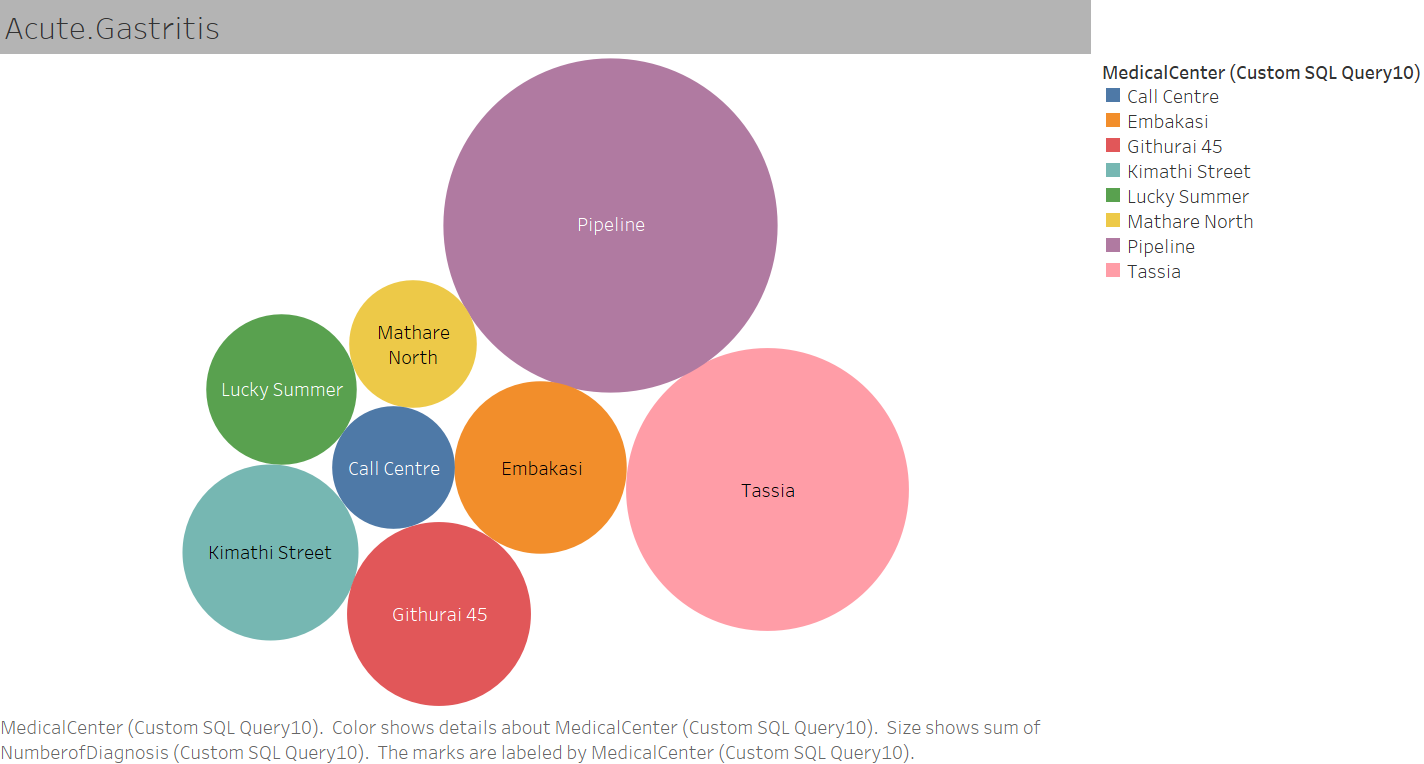 Acute.Gastritis
MedicalCenter (Custom SQL Query10)
Call Centre
Embakasi
Githurai 45
Kimathi Street
Lucky Summer
Mathare North
Pipeline
Tassia
Pipeline
Mathare
North
Lucky Summer
Call Centre
Embakasi
Tassia
Kimathi Street
Githurai 45
MedicalCenter (Custom SQL Query10).  Color shows details about MedicalCenter (Custom SQL Query10).  Size shows sum of
NumberofDiagnosis (Custom SQL Query10).  The marks are labeled by MedicalCenter (Custom SQL Query10).